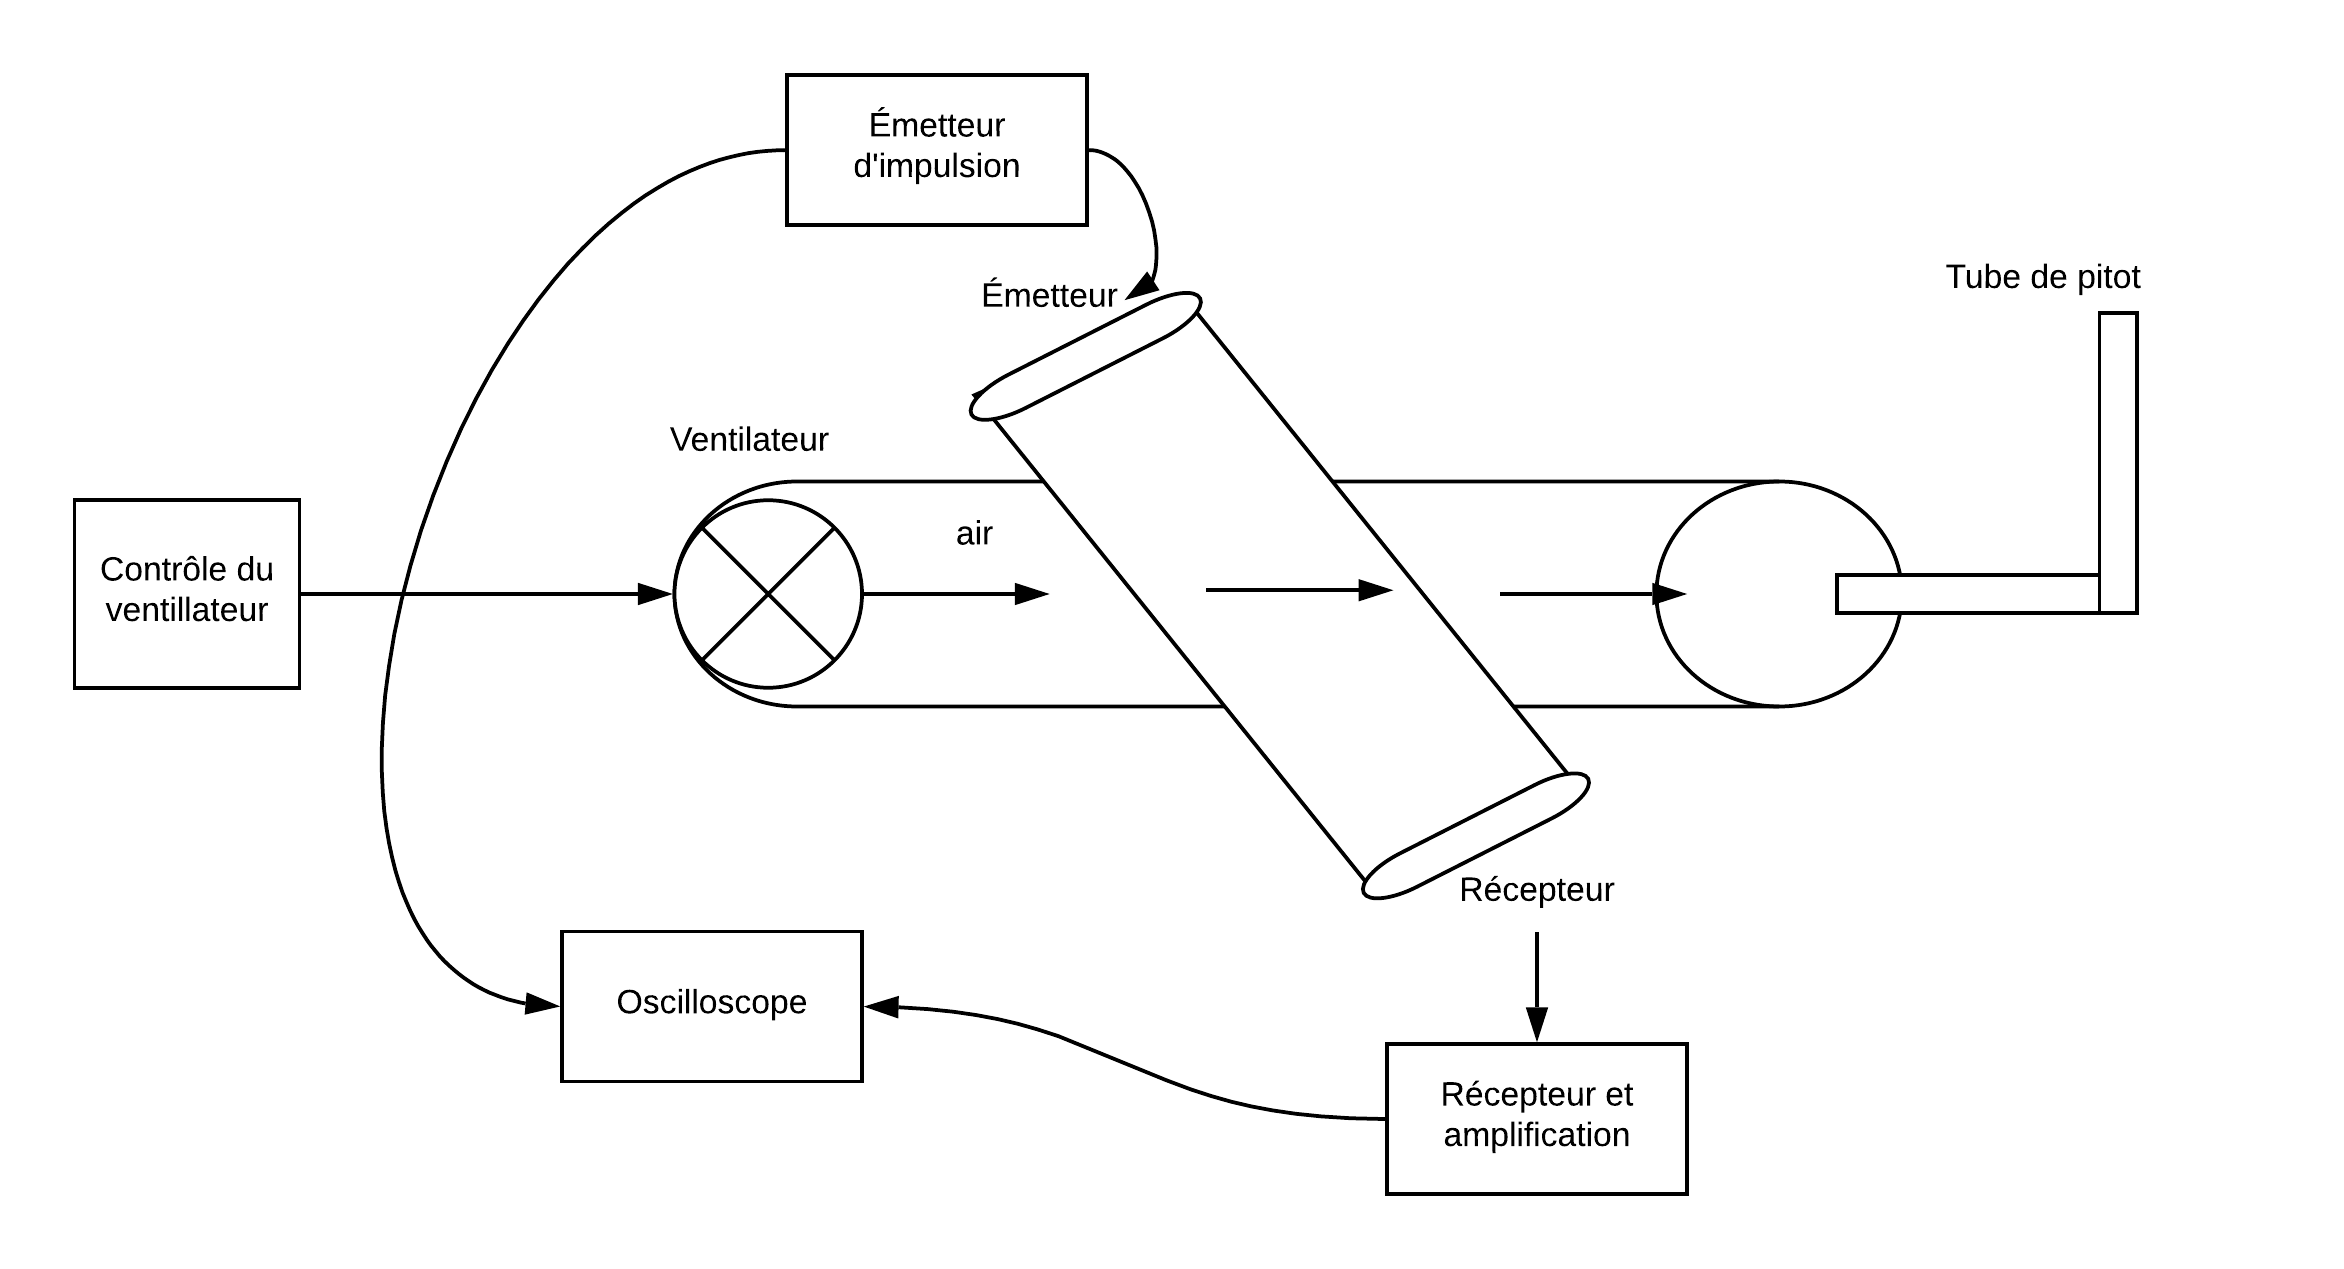 Émetteur
d'impulsion
Tube de pitot
Émetteur
Ventilateur
air
Contrôle du
ventillateur
Récepteur
Oscilloscope
Récepteur et
amplification